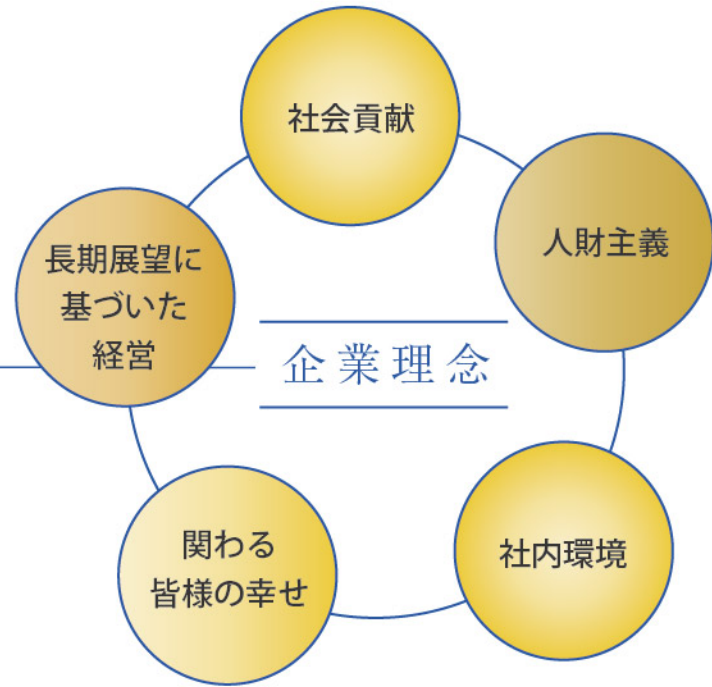 社会貢献
人財主義
長期展望に
基づいた
経営
企業理念
社内環境
関わる
皆様の幸せ